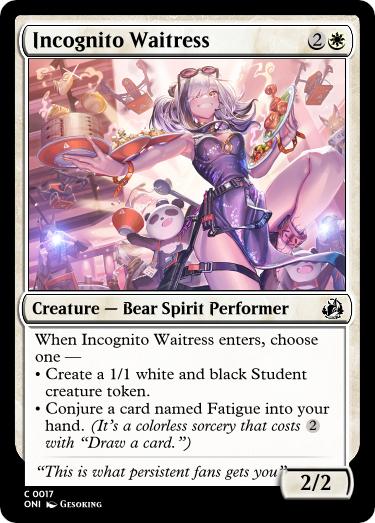 Incognito Waitress 2
Creature — Bear Spirit Performer
When Incognito Waitress enters, choose
one —
• Create a 1/1 white and black Student
creature token.
• Conjure a card named Fatigue into your
hand. (It's a colorless sorcery that costs 2
with “Draw a card.”)
“This is what persistent fans gets you”
2/2
C 0017
ONI Gesoking